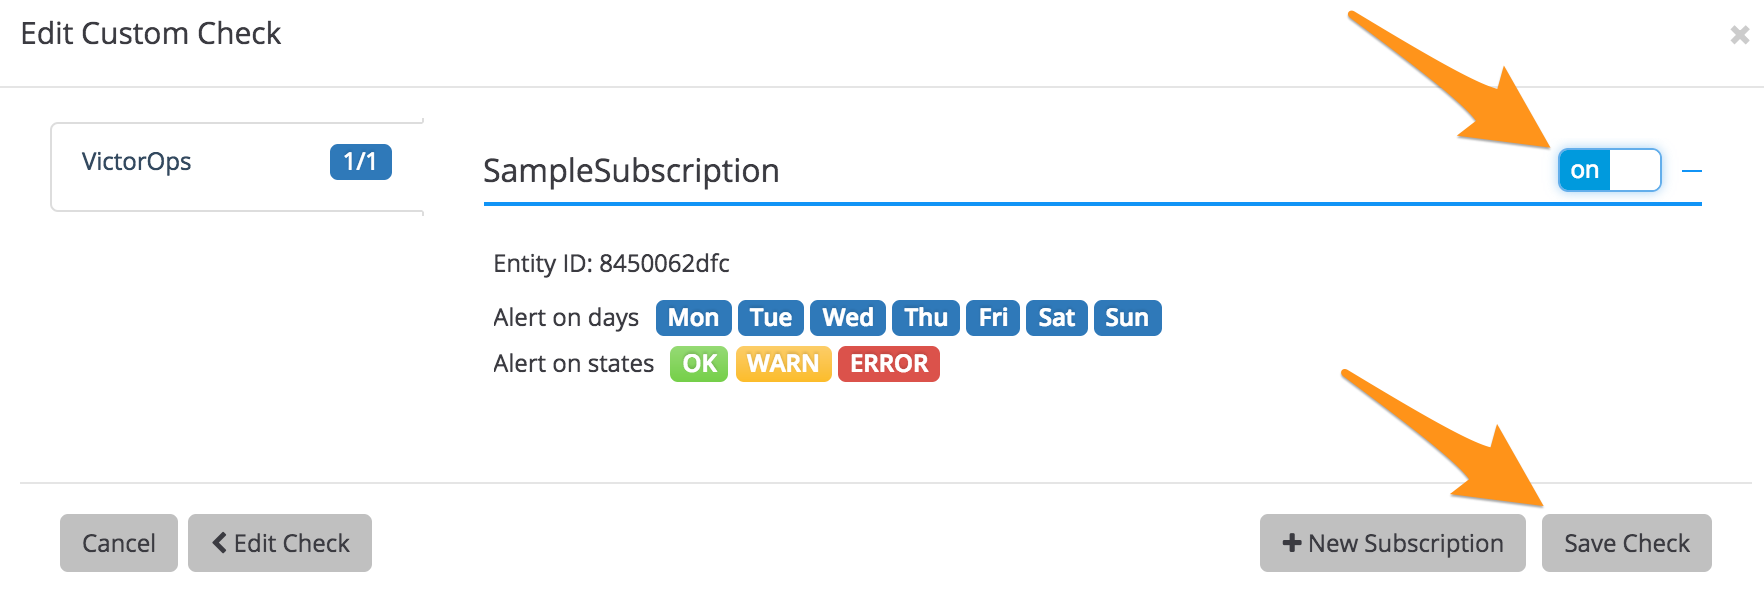 Edit Custom Check
VictorOps 1/1
SampleSubscription on
Entity ID: 8450062dfc
Alert on days Mon Tue Wed Thu Fri Sat Sun
Alert on states OK WARN ERROR
Cancel Edit Check New Subscription Save Check